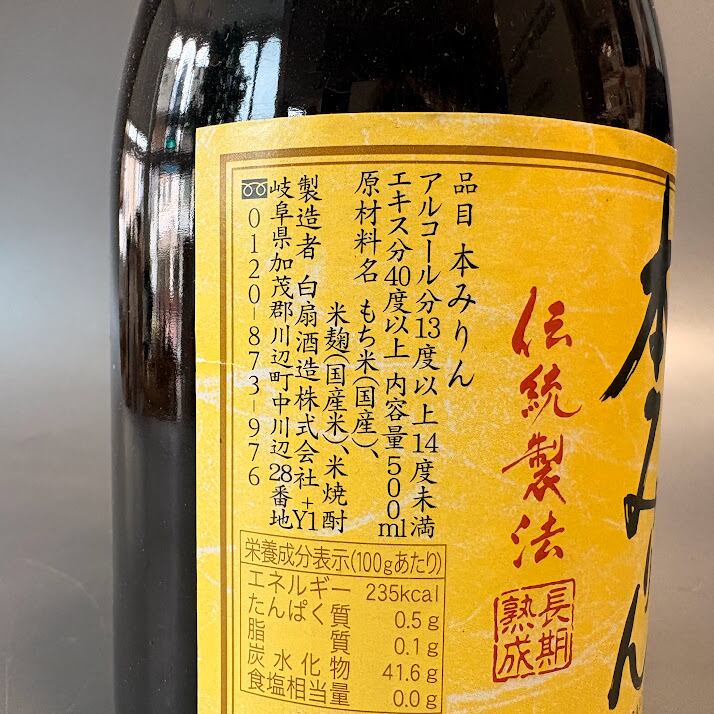 本みりん
伝統製法
長期
熟成
品目 本みりん
アルコール分13度以上14度未満
エキス分40度以上 内容量500ml
原材料名 もち米(国産)、
米麹(国産米)、米焼酎
製造者 白扇酒造株式会社+Y1
岐阜県加茂郡川辺町中川辺28番地
0120-873-976
栄養成分表示(100gあたり)
エネルギー 235kcal
たんぱく質 0.5g
脂質 0.1g
炭水化物 41.6g
食塩相当量 0.0g